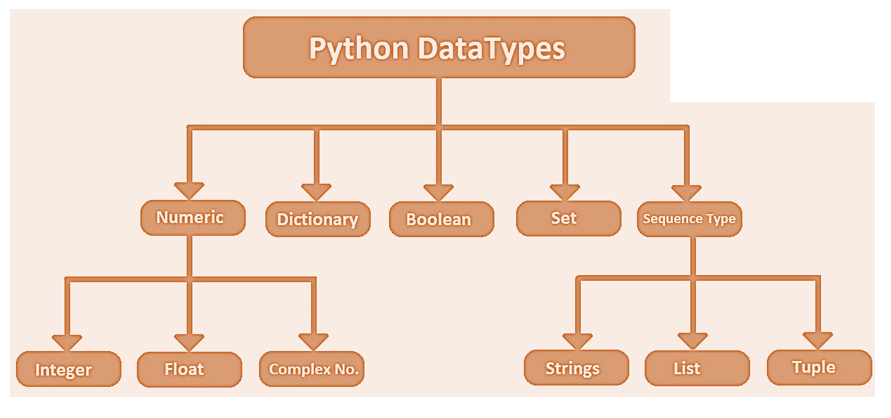 Python DataTypes
Numeric
Dictionary
Boolean
Set
Sequence Type
Integer
Float
Complex No.
Strings
List
Tuple